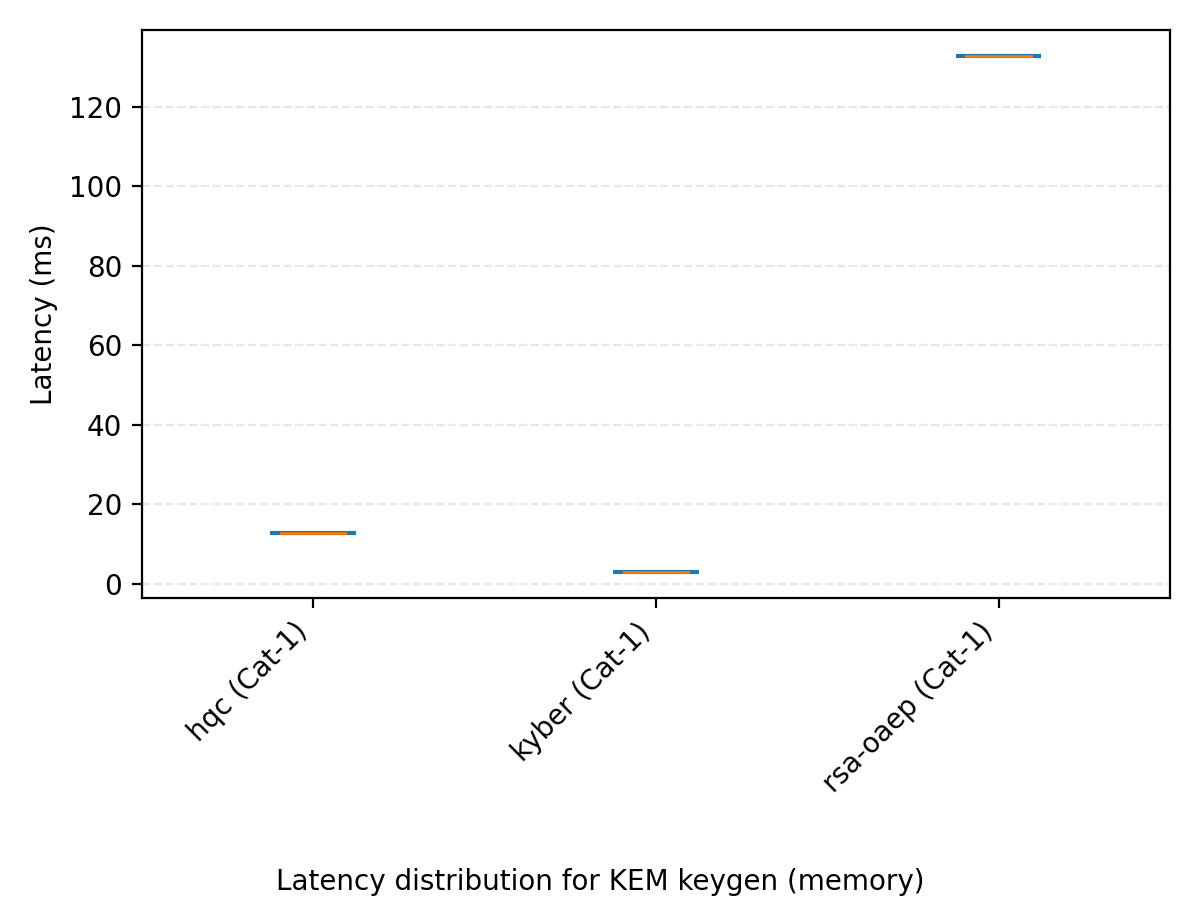 Latency (ms)
120
100
80
60
40
20
0
hqc (Cat-1)
kyber (Cat-1)
rsa-oaep (Cat-1)
Latency distribution for KEM keygen (memory)